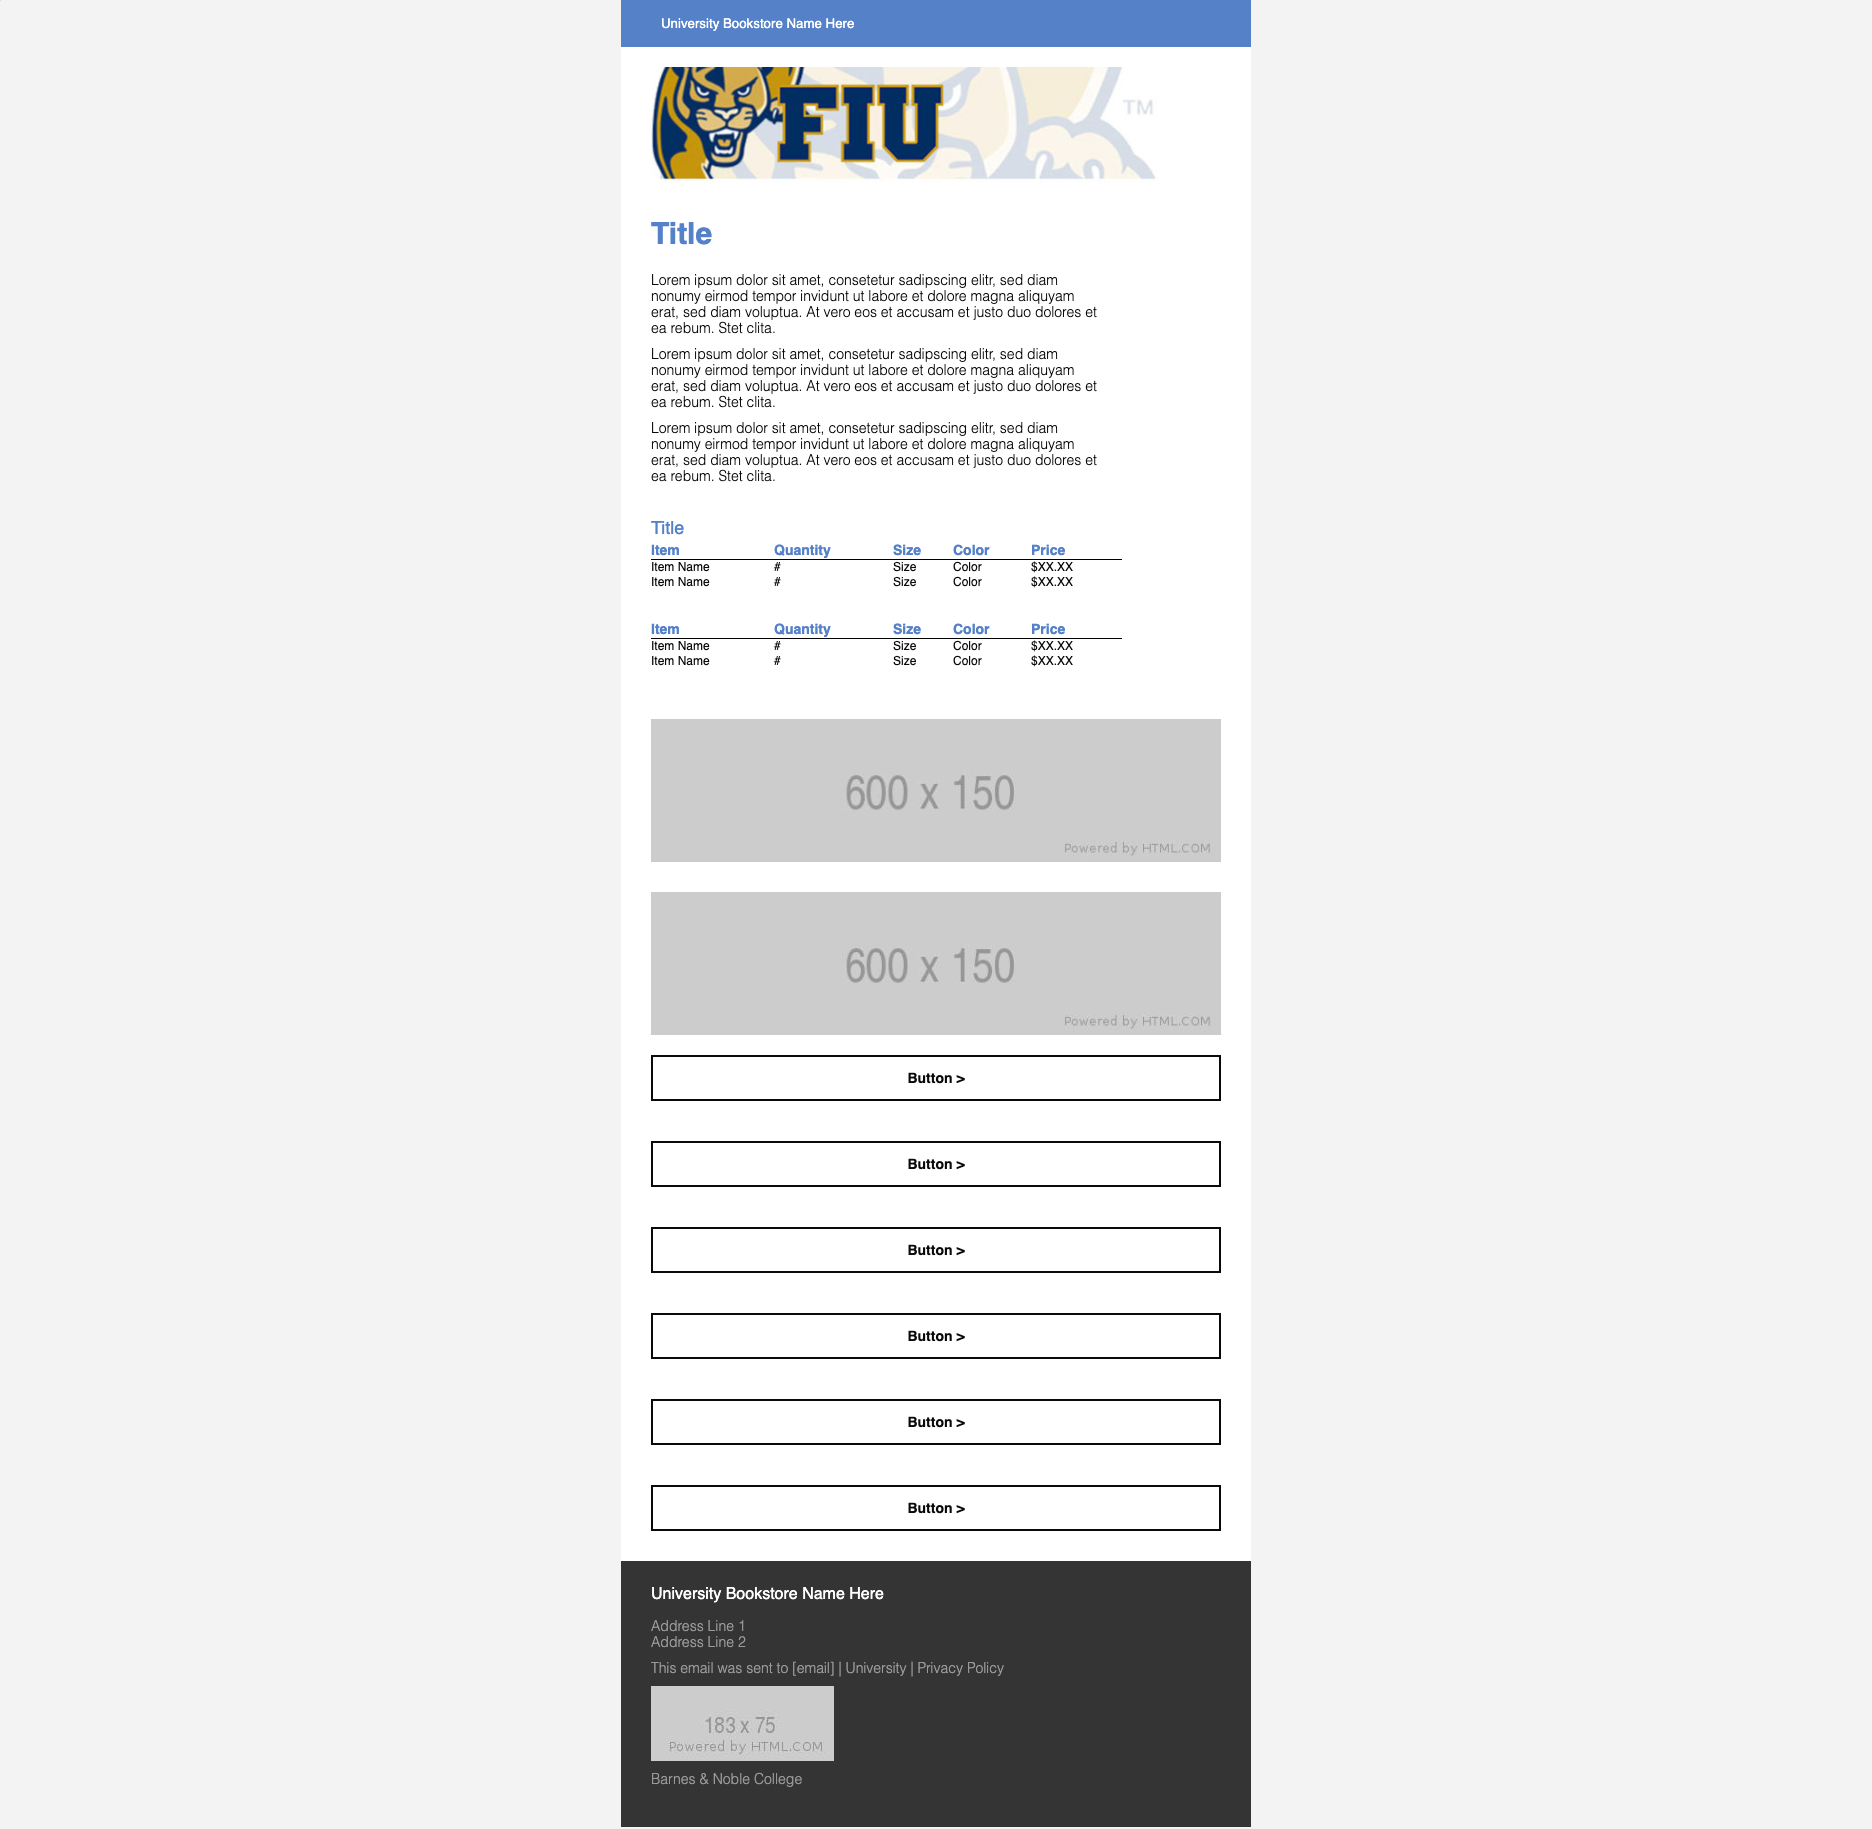 University Bookstore Name Here
FIU
TM
Title
Lorem ipsum dolor sit amet, consetetur sadipscing elitr, sed diam
nonumy eirmod tempor invidunt ut labore et dolore magna aliquyam
erat, sed diam voluptua. At vero eos et accusam et justo duo dolores et
ea rebum. Stet clita.
Lorem ipsum dolor sit amet, consetetur sadipscing elitr, sed diam
nonumy eirmod tempor invidunt ut labore et dolore magna aliquyam
erat, sed diam voluptua. At vero eos et accusam et justo duo dolores et
ea rebum. Stet clita.
Lorem ipsum dolor sit amet, consetetur sadipscing elitr, sed diam
nonumy eirmod tempor invidunt ut labore et dolore magna aliquyam
erat, sed diam voluptua. At vero eos et accusam et justo duo dolores et
ea rebum. Stet clita.
Title
Item Quantity Size Color Price
Item Name # Size Color $XX.XX
Item Name # Size Color $XX.XX
Item Quantity Size Color Price
Item Name # Size Color $XX.XX
Item Name # Size Color $XX.XX
600 x 150
Powered by HTML.COM
600 x 150
Powered by HTML.COM
Button >
Button >
Button >
Button >
Button >
Button >
University Bookstore Name Here
Address Line 1
Address Line 2
This email was sent to [email] | University | Privacy Policy
183 x 75
Powered by HTML.COM
Barnes & Noble College